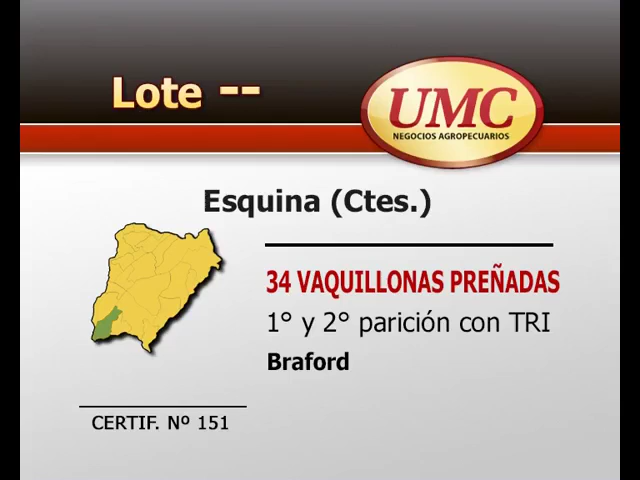 Lote --
UMC
NEGOCIOS AGROPECUARIOS
Esquina (Ctes.)
34 VAQUILLONAS PREÑADAS
1° y 2° parición con TRI
Braford
CERTIF. Nº 151